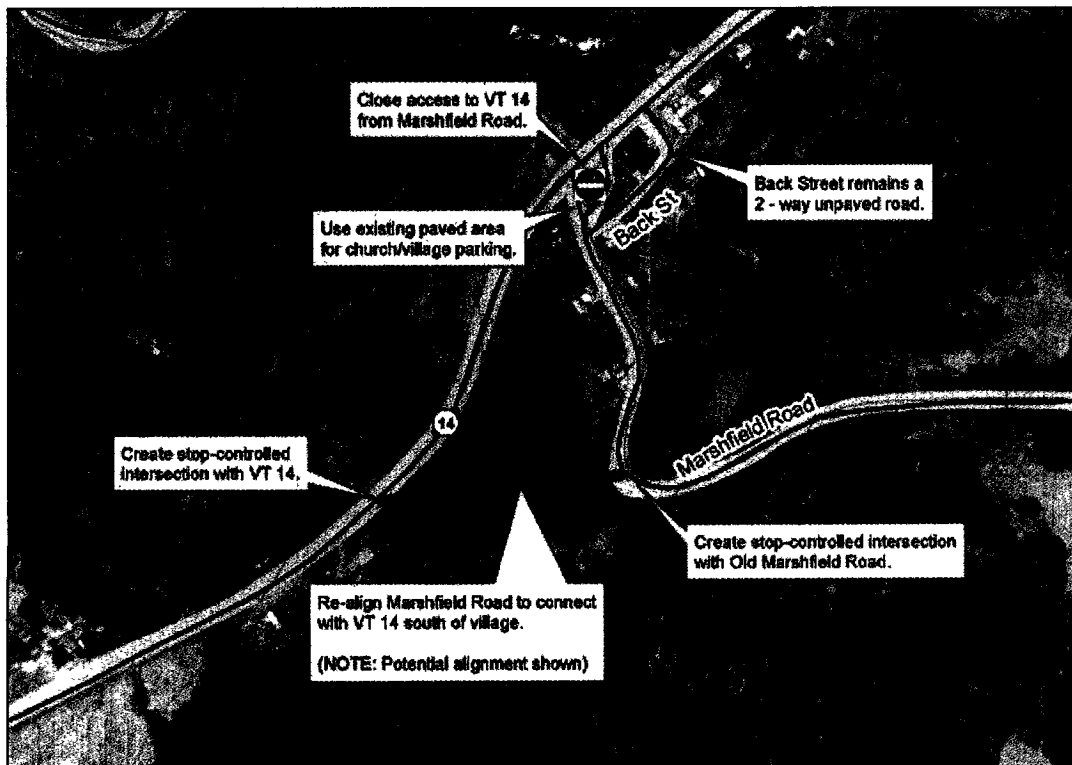 Close access to VT 14
from Marshfield Road.
Back Street remains a
2 - way unpaved road.
Use existing paved area
for church/village parking.
Back St
14
Marshfield Road
Create stop-controlled
intersection with VT 14.
Create stop-controlled intersection
with Old Marshfield Road.
Re-align Marshfield Road to connect
with VT 14 south of village.
(NOTE: Potential alignment shown)